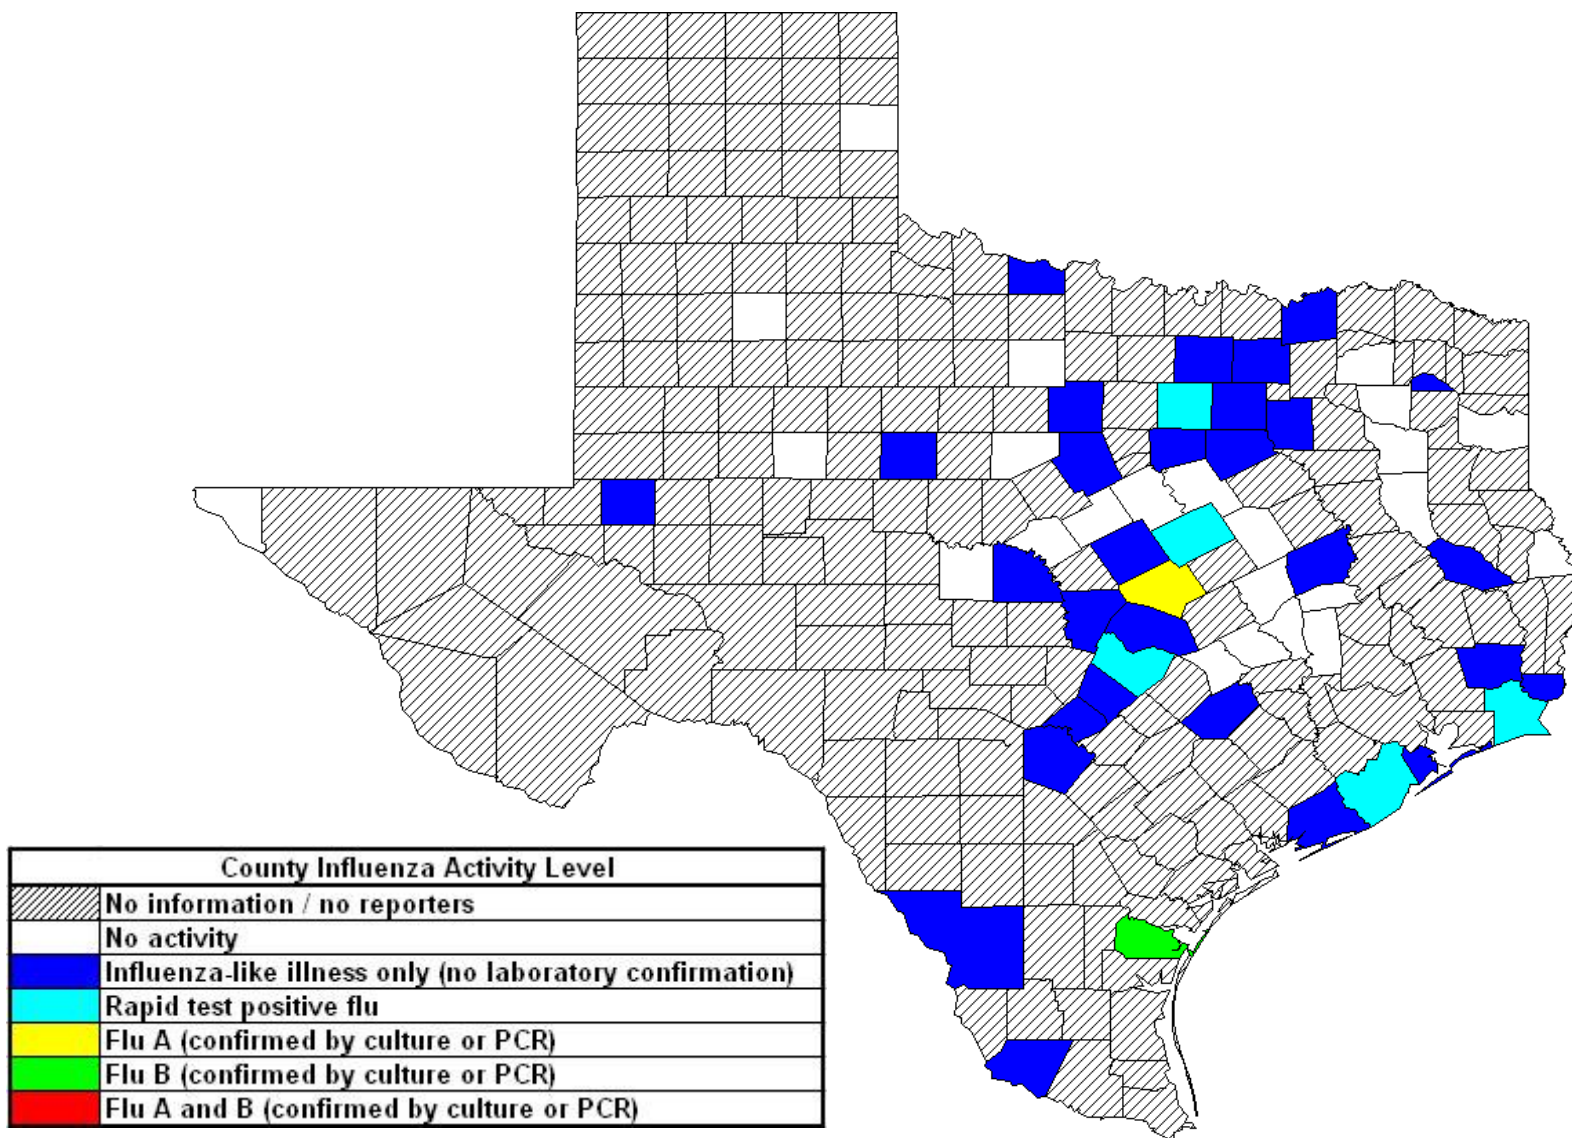 County Influenza Activity Level
No information / no reporters
No activity
Influenza-like illness only (no laboratory confirmation)
Rapid test positive flu
Flu A (confirmed by culture or PCR)
Flu B (confirmed by culture or PCR)
Flu A and B (confirmed by culture or PCR)